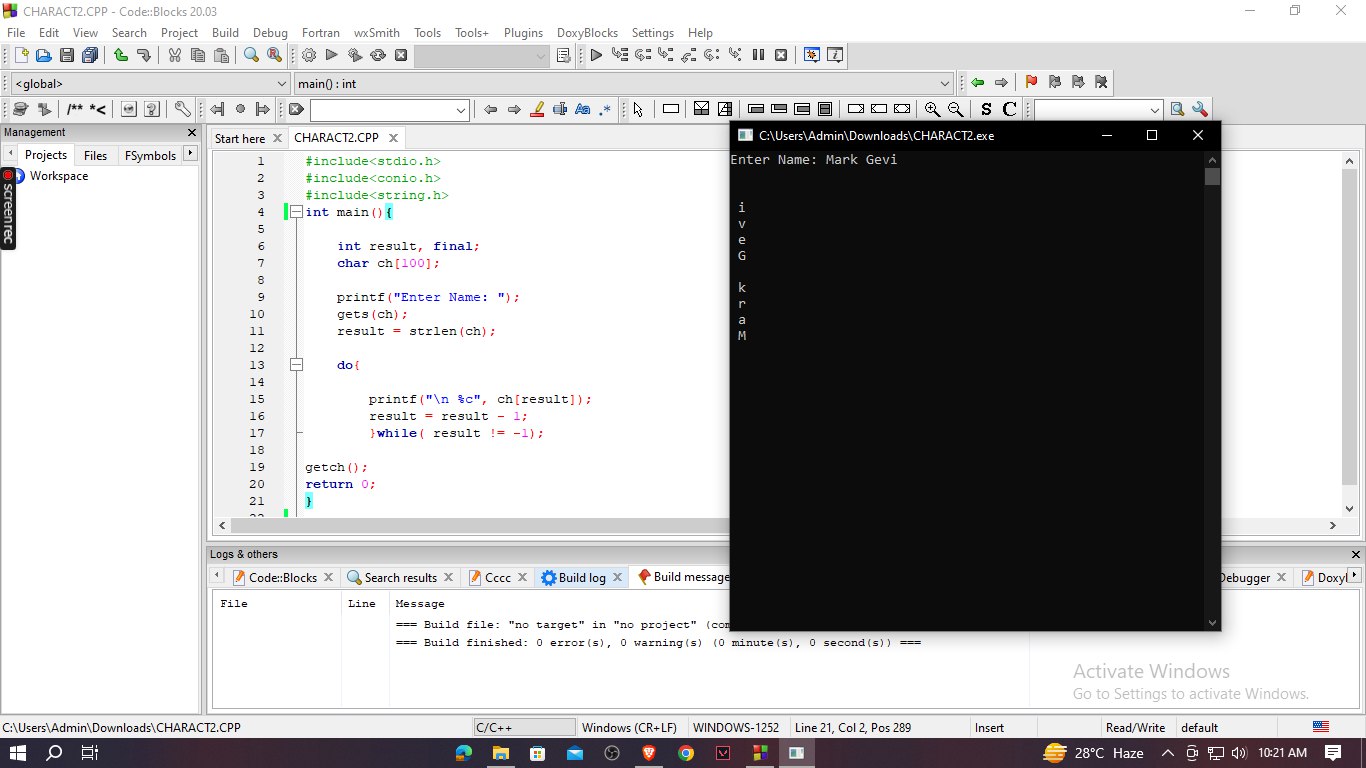 CHARACT2.CPP - Code::Blocks 20.03
File Edit View Search Project Build Debug Fortran wxSmith Tools Tools+ Plugins DoxyBlocks Settings Help
<global> main() : int
/** *< Aa .* S C
Management
Projects Files FSymbols
Workspace
screenrec
Start here CHARACT2.CPP
1 #include<stdio.h>
2 #include<conio.h>
3 #include<string.h>
4 int main(){
5
6 int result, final;
7 char ch[100];
8
9 printf("Enter Name: ");
10 gets(ch);
11 result = strlen(ch);
12
13 do{
14
15 printf("\n %c", ch[result]);
16 result = result - 1;
17 }while( result != -1);
18
19 getch();
20 return 0;
21 }
C:\Users\Admin\Downloads\CHARACT2.exe
Enter Name: Mark Gevi
i
v
e
G
k
r
a
M
Logs & others
Code::Blocks Search results Cccc Build log Build message Debugger Doxy
File Line Message
=== Build file: "no target" in "no project" (com
=== Build finished: 0 error(s), 0 warning(s) (0 minute(s), 0 second(s)) ===
Activate Windows
Go to Settings to activate Windows.
C:\Users\Admin\Downloads\CHARACT2.CPP C/C++ Windows (CR+LF) WINDOWS-1252 Line 21, Col 2, Pos 289 Insert Read/Write default
28°C Haze 10:21 AM